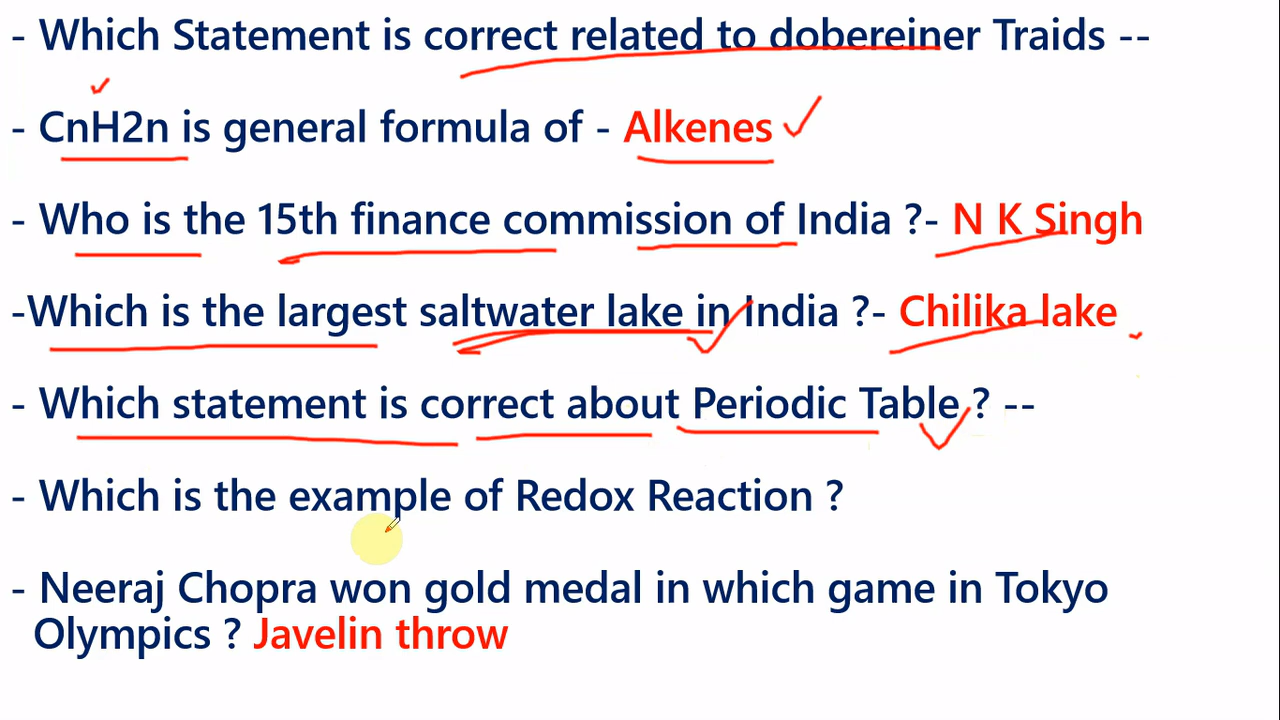 - Which Statement is correct related to dobereiner Traids --
- CnH2n is general formula of - Alkenes
- Who is the 15th finance commission of India ?- N K Singh
-Which is the largest saltwater lake in India ?- Chilika lake
- Which statement is correct about Periodic Table ? --
- Which is the example of Redox Reaction ?
- Neeraj Chopra won gold medal in which game in Tokyo
Olympics ? Javelin throw